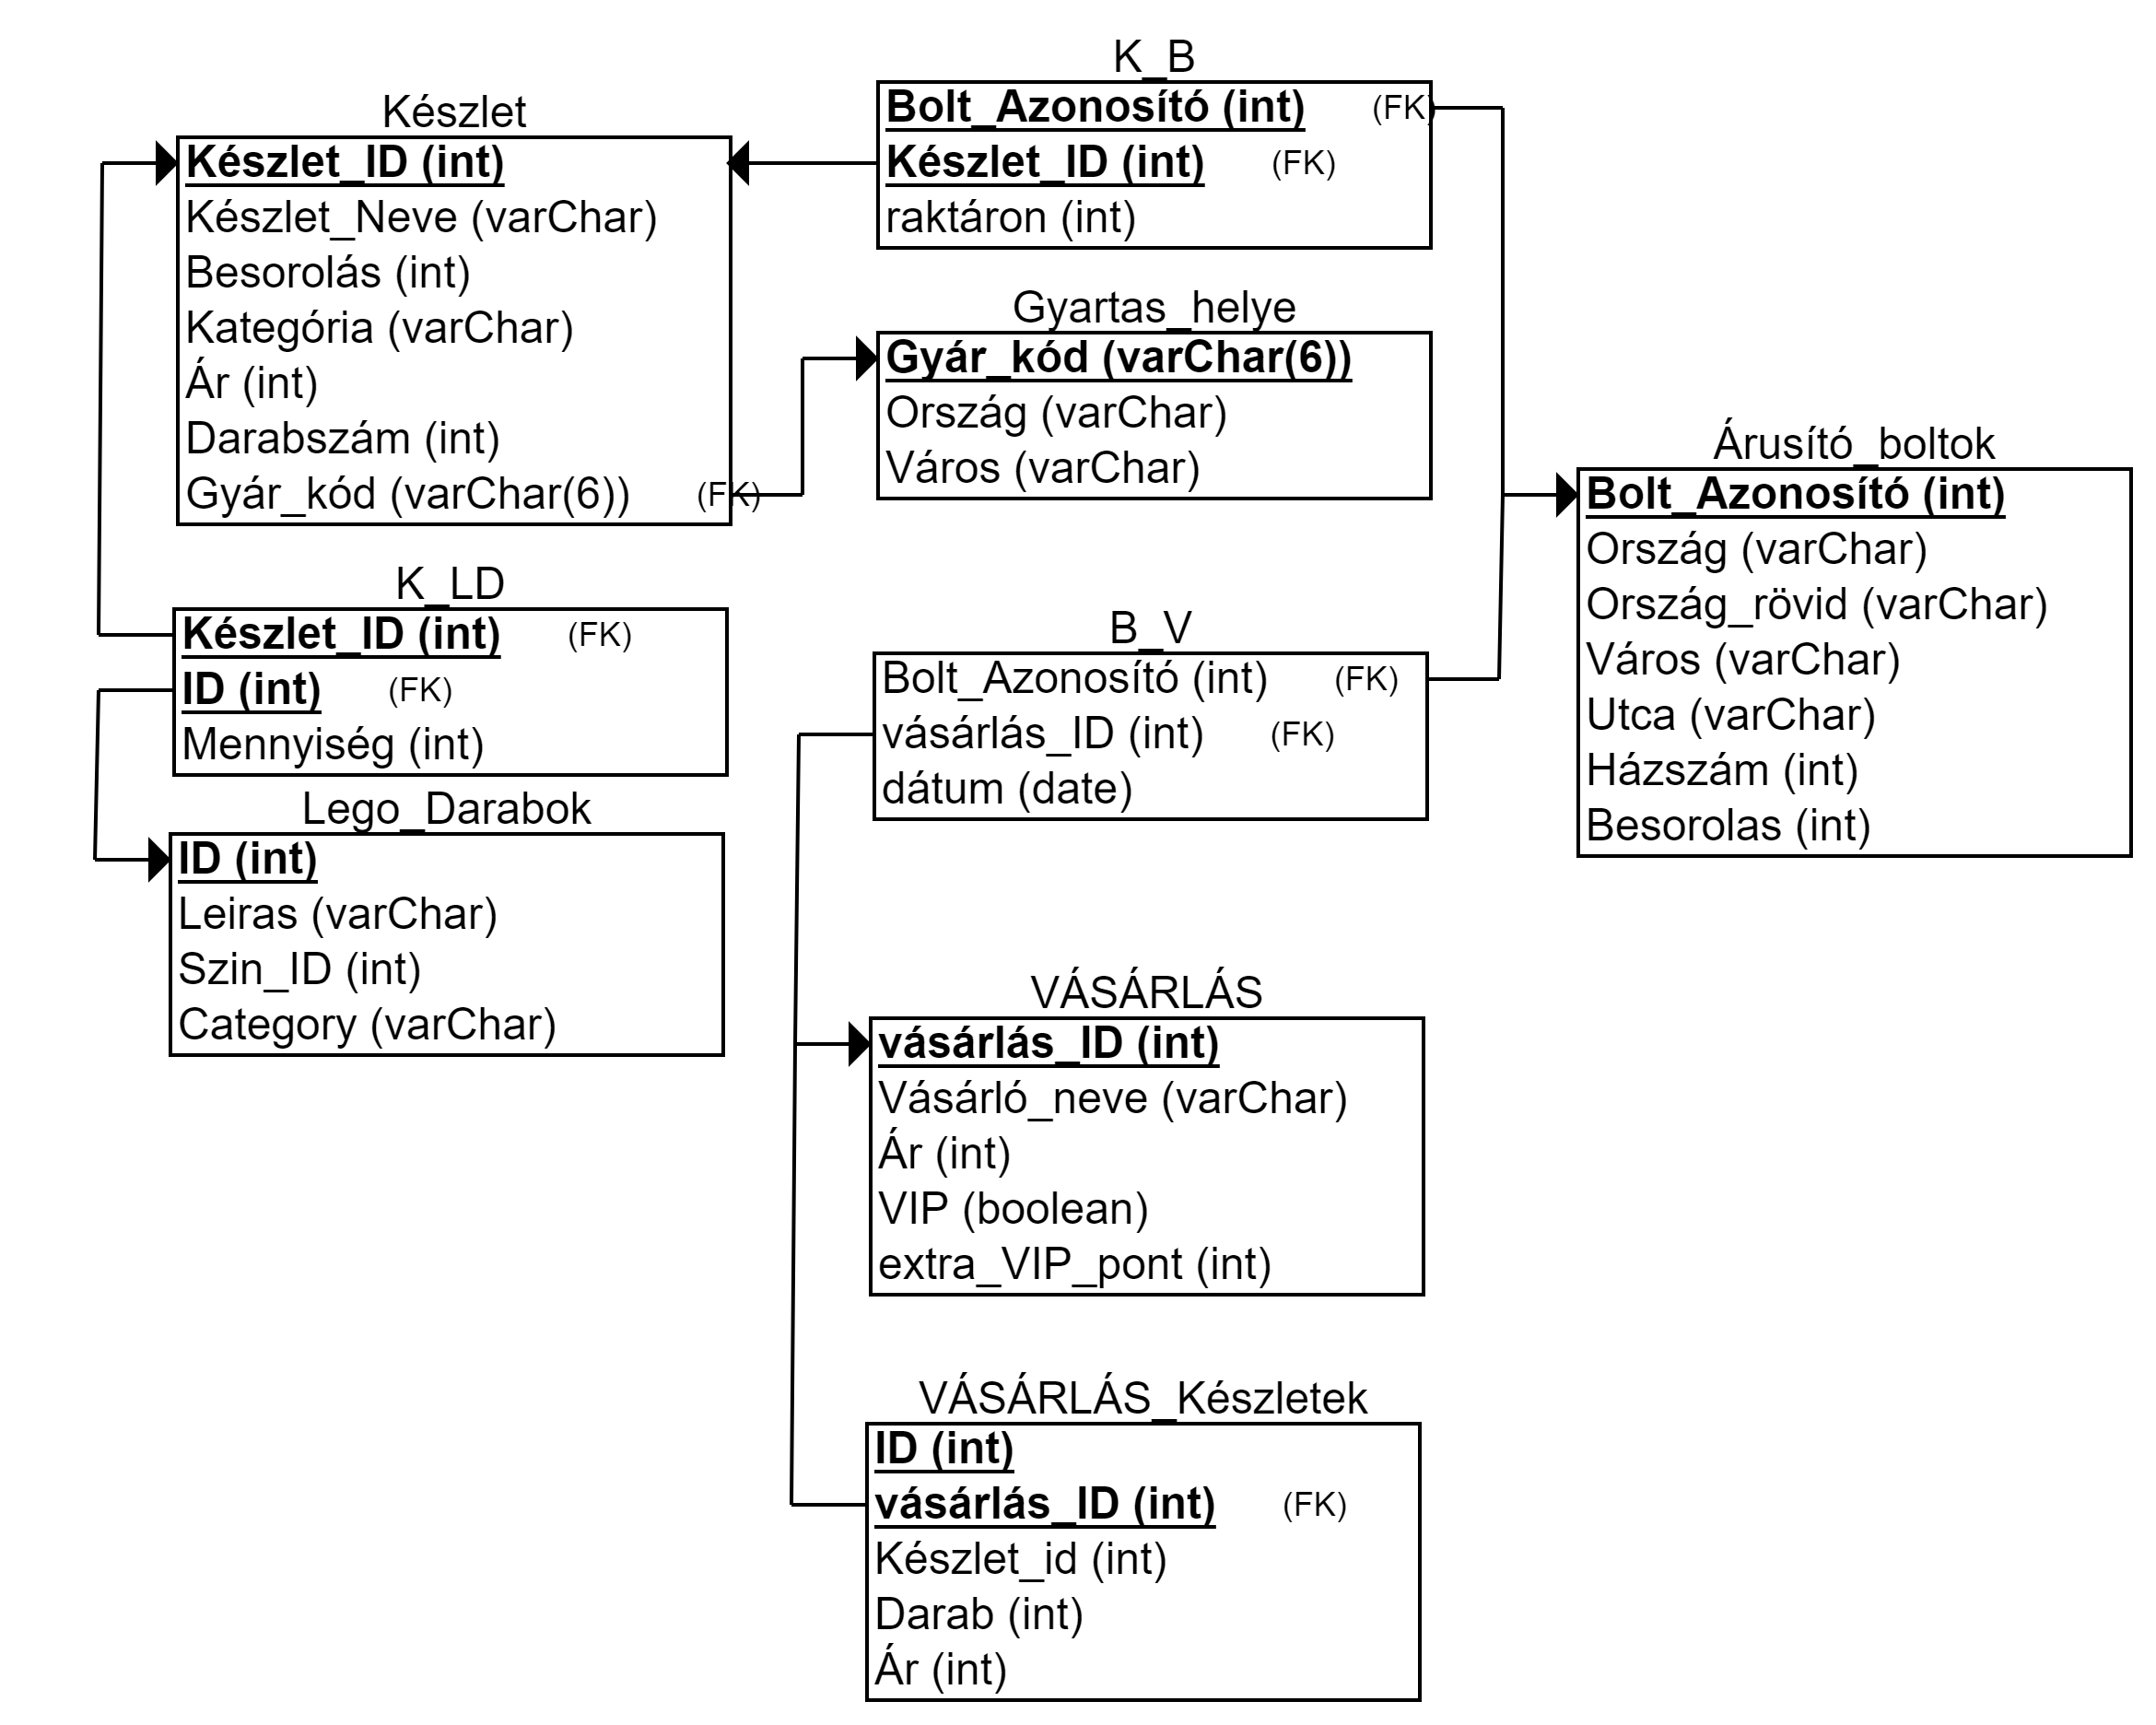 Készlet
Készlet_ID (int)
Készlet_Neve (varChar)
Besorolás (int)
Kategória (varChar)
Ár (int)
Darabszám (int)
Gyár_kód (varChar(6)) (FK)
K_LD
Készlet_ID (int) (FK)
ID (int) (FK)
Mennyiség (int)
Lego_Darabok
ID (int)
Leiras (varChar)
Szin_ID (int)
Category (varChar)
K_B
Bolt_Azonosító (int) (FK)
Készlet_ID (int) (FK)
raktáron (int)
Gyartas_helye
Gyár_kód (varChar(6))
Ország (varChar)
Város (varChar)
B_V
Bolt_Azonosító (int) (FK)
vásárlás_ID (int) (FK)
dátum (date)
VÁSÁRLÁS
vásárlás_ID (int)
Vásárló_neve (varChar)
Ár (int)
VIP (boolean)
extra_VIP_pont (int)
VÁSÁRLÁS_Készletek
ID (int)
vásárlás_ID (int) (FK)
Készlet_id (int)
Darab (int)
Ár (int)
Árusító_boltok
Bolt_Azonosító (int)
Ország (varChar)
Ország_rövid (varChar)
Város (varChar)
Utca (varChar)
Házszám (int)
Besorolas (int)